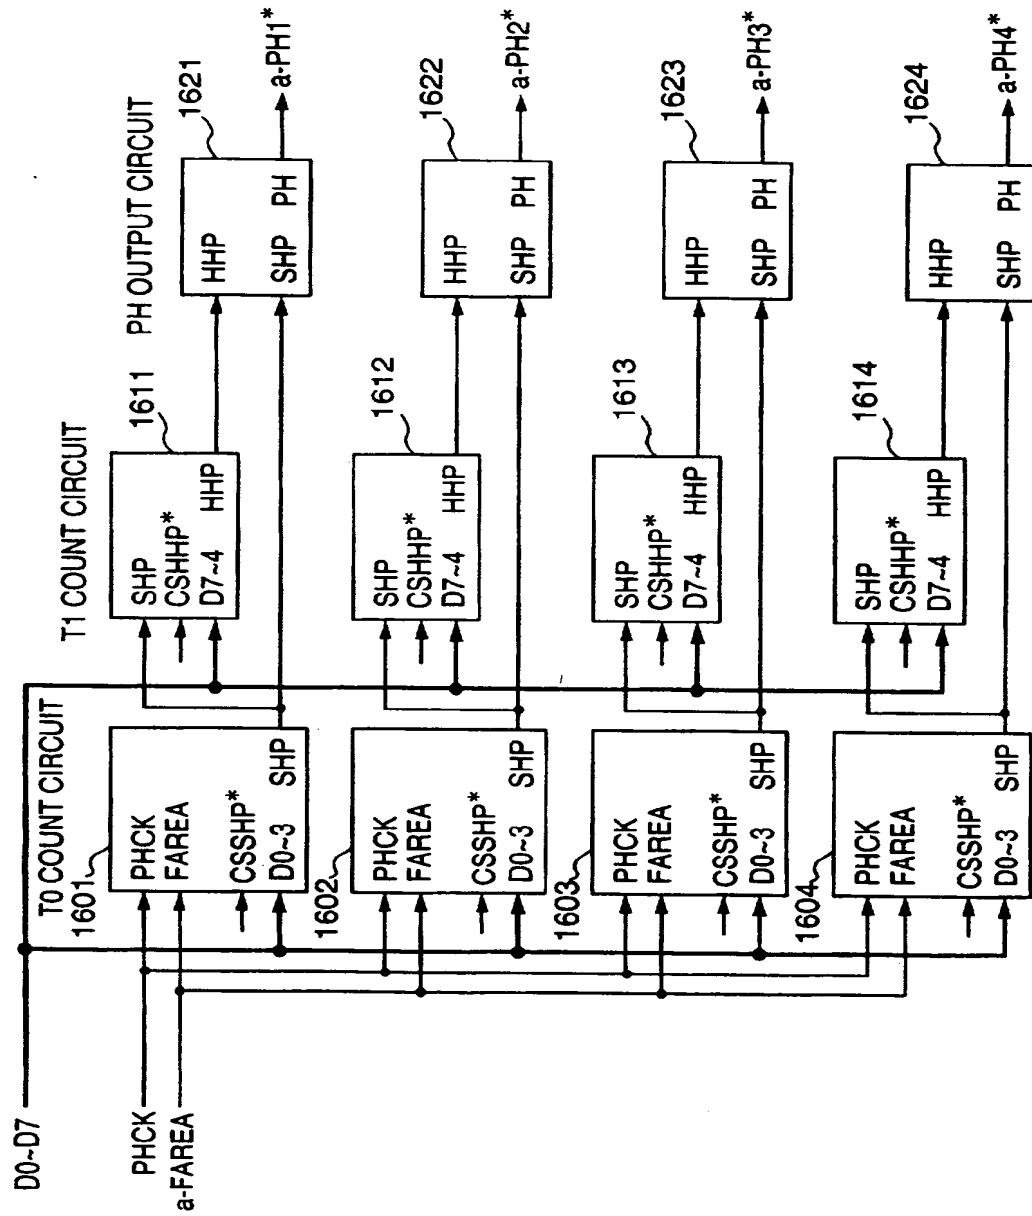 D0~D7
PHCK
a-FAREA
T0 COUNT CIRCUIT
T1 COUNT CIRCUIT
PH OUTPUT CIRCUIT
1601
PHCK
FAREA
CSSHP*
D0~3 SHP
1611
SHP
CSHHP*
D7~4 HHP
1621
HHP
SHP PH
a-PH1*
1602
PHCK
FAREA
CSSHP*
D0~3 SHP
1612
SHP
CSHHP*
D7~4 HHP
1622
HHP
SHP PH
a-PH2*
1603
PHCK
FAREA
CSSHP*
D0~3 SHP
1613
SHP
CSHHP*
D7~4 HHP
1623
HHP
SHP PH
a-PH3*
1604
PHCK
FAREA
CSSHP*
D0~3 SHP
1614
SHP
CSHHP*
D7~4 HHP
1624
HHP
SHP PH
a-PH4*